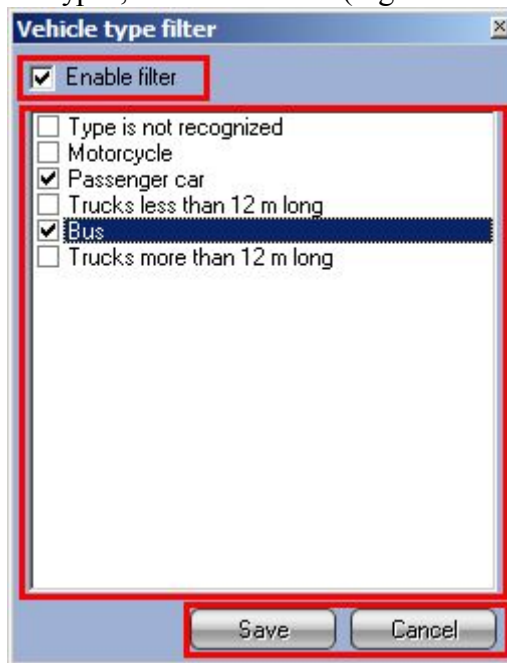 Vehicle type filter
Enable filter
Type is not recognized
Motorcycle
Passenger car
Trucks less than 12 m long
Bus
Trucks more than 12 m long
Save Cancel